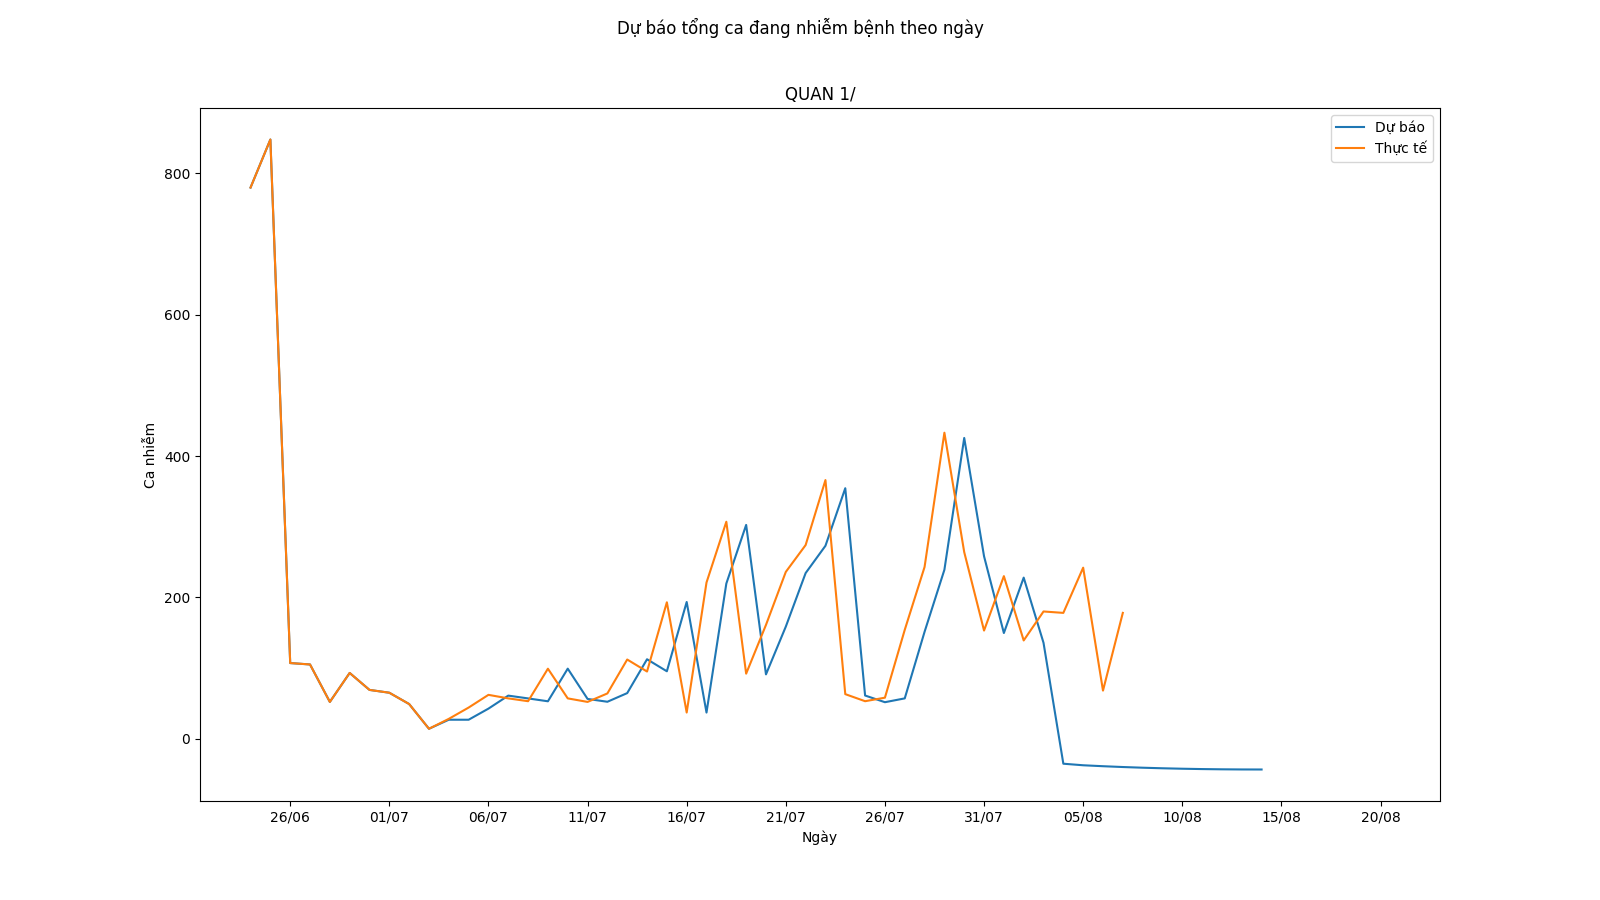 Dự báo tổng ca đang nhiễm bệnh theo ngày
QUAN 1/
Dự báo
Thực tế
800
600
400
200
0
Ca nhiễm
26/06 01/07 06/07 11/07 16/07 21/07 26/07 31/07 05/08 10/08 15/08 20/08
Ngày